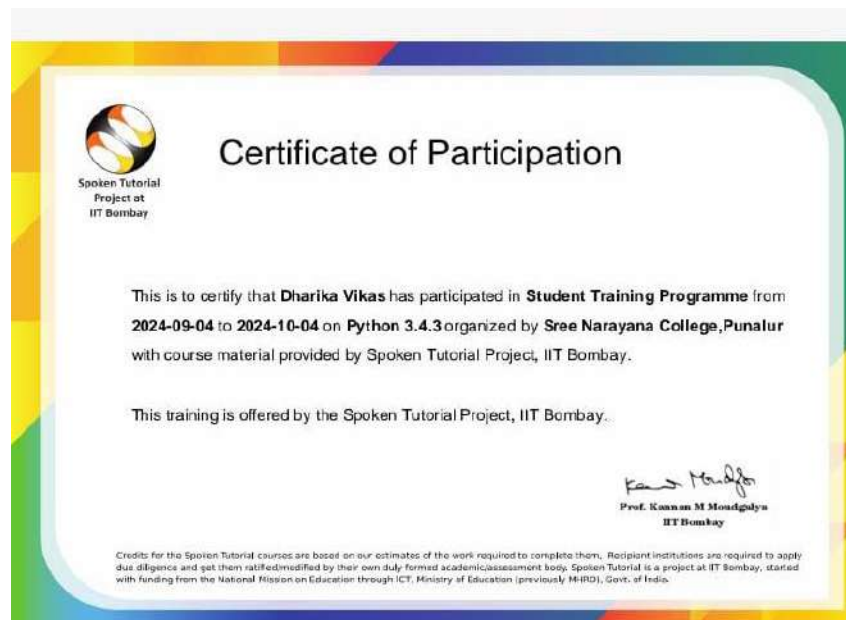 Spoken Tutorial
Project at
IIT Bombay
Certificate of Participation
This is to certify that Dharika Vikas has participated in Student Training Programme from
2024-09-04 to 2024-10-04 on Python 3.4.3 organized by Sree Narayana College,Punalur
with course material provided by Spoken Tutorial Project, IIT Bombay.
This training is offered by the Spoken Tutorial Project, IIT Bombay.
Prof. Kannan M Moudgalya
IIT Bombay
Credits for the Spoken Tutorial courses are based on our estimates of the work required to complete them. Recipient institutions are required to apply
due diligence and get them ratified/modified by their own duly formed academic/assessment body. Spoken Tutorial is a project at IIT Bombay, started
with funding from the National Mission on Education through ICT, Ministry of Education (previously MHRD), Govt. of India.